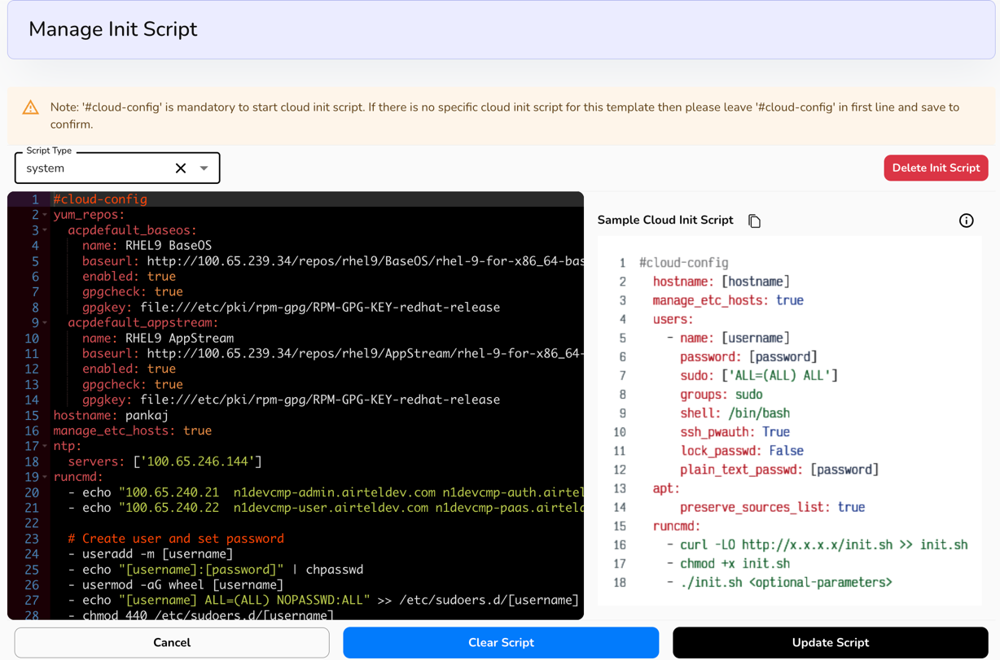 Manage Init Script
Note: '#cloud-config' is mandatory to start cloud init script. If there is no specific cloud init script for this template then please leave '#cloud-config' in first line and save to
confirm.
Script Type
system
Delete Init Script
1 #cloud-config
2 yum_repos:
3 acpdefault_baseos:
4 name: RHEL9 BaseOS
5 baseurl: http://100.65.239.34/repos/rhel9/BaseOS/rhel-9-for-x86_64-bas
6 enabled: true
7 gpgcheck: true
8 gpgkey: file:///etc/pki/rpm-gpg/RPM-GPG-KEY-redhat-release
9 acpdefault_appstream:
10 name: RHEL9 AppStream
11 baseurl: http://100.65.239.34/repos/rhel9/AppStream/rhel-9-for-x86_64-
12 enabled: true
13 gpgcheck: true
14 gpgkey: file:///etc/pki/rpm-gpg/RPM-GPG-KEY-redhat-release
15 hostname: pankaj
16 manage_etc_hosts: true
17 ntp:
18 servers: ['100.65.246.144']
19 runcmd:
20 - echo "100.65.240.21  n1devcmp-admin.airteldev.com n1devcmp-auth.airtel
21 - echo "100.65.240.22  n1devcmp-user.airteldev.com n1devcmp-paas.airteld
22
23 # Create user and set password
24 - useradd -m [username]
25 - echo "[username]:[password]" | chpasswd
26 - usermod -aG wheel [username]
27 - echo "[username] ALL=(ALL) NOPASSWD:ALL" >> /etc/sudoers.d/[username]
28 - chmod 440 /etc/sudoers.d/[username]
Sample Cloud Init Script
1 #cloud-config
2 hostname: [hostname]
3 manage_etc_hosts: true
4 users:
5 - name: [username]
6 password: [password]
7 sudo: ['ALL=(ALL) ALL']
8 groups: sudo
9 shell: /bin/bash
10 ssh_pwauth: True
11 lock_passwd: False
12 plain_text_passwd: [password]
13 apt:
14 preserve_sources_list: true
15 runcmd:
16 - curl -LO http://x.x.x.x/init.sh >> init.sh
17 - chmod +x init.sh
18 - ./init.sh <optional-parameters>
Cancel
Clear Script
Update Script